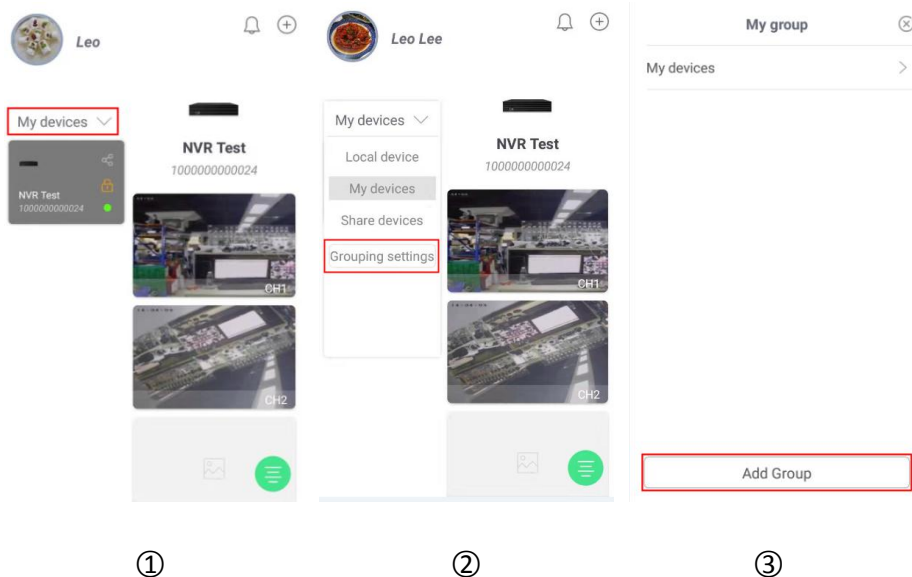 Leo
My devices
NVR Test
1000000000024
NVR Test
1000000000024
CH1
CH2
Leo Lee
My devices
Local device
My devices
Share devices
Grouping settings
NVR Test
1000000000024
CH1
CH2
My group
My devices
Add Group
①
②
③